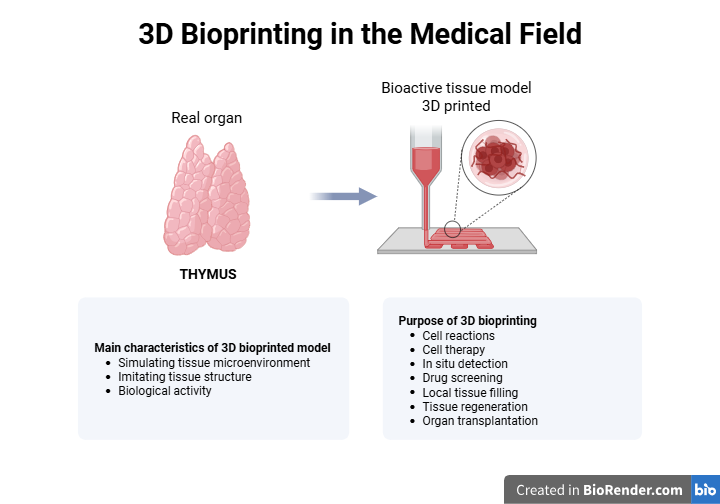 3D Bioprinting in the Medical Field
Real organ
THYMUS
Bioactive tissue model
3D printed
Main characteristics of 3D bioprinted model
• Simulating tissue microenvironment
• Imitating tissue structure
• Biological activity
Purpose of 3D bioprinting
• Cell reactions
• Cell therapy
• In situ detection
• Drug screening
• Local tissue filling
• Tissue regeneration
• Organ transplantation
Created in BioRender.com bio